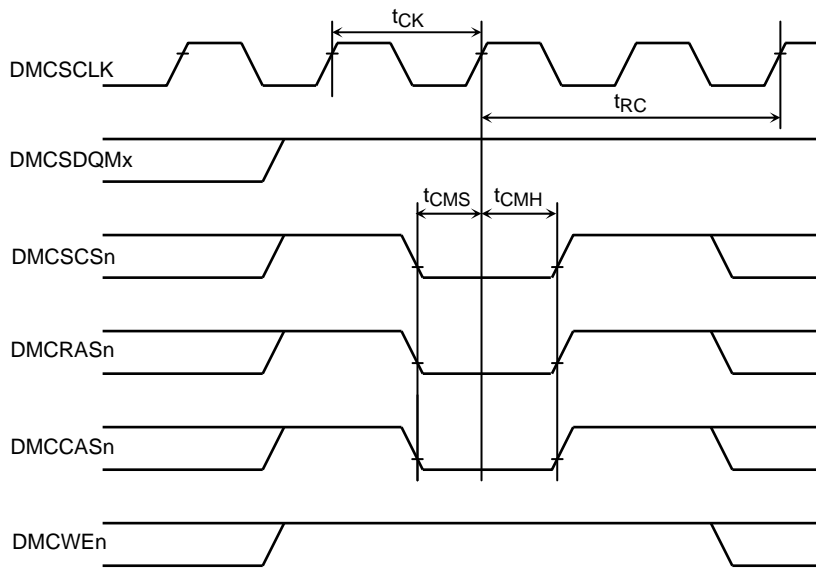 tCK
DMCSCLK
tRC
DMCSDQMx
tCMS
tCMH
DMCSCSn
DMCRASn
DMCCASn
DMCWEn